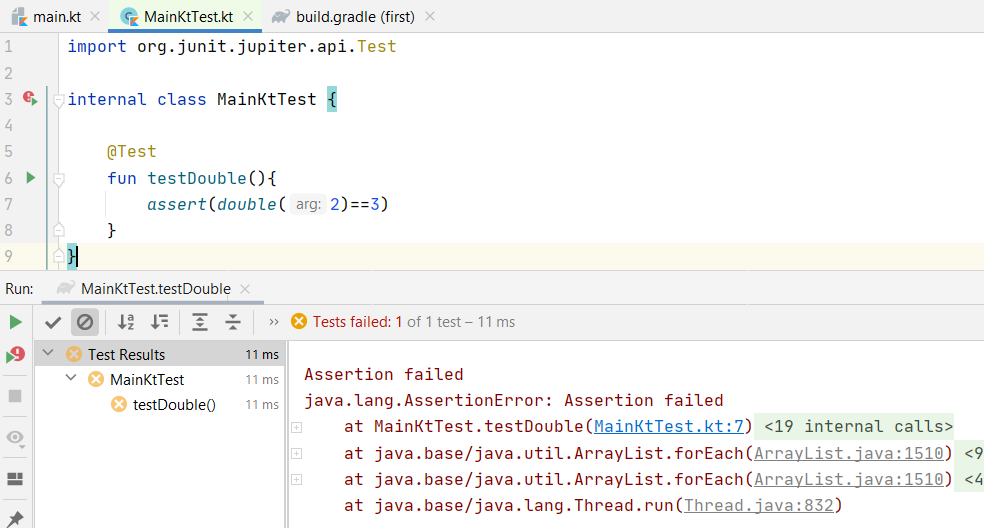 main.kt MainKtTest.kt build.gradle (first)
1 import org.junit.jupiter.api.Test
2
3 internal class MainKtTest {
4
5 @Test
6 fun testDouble(){
7 assert(double( arg: 2)==3)
8 }
9 }
Run: MainKtTest.testDouble
Tests failed: 1 of 1 test – 11 ms
Test Results 11 ms
MainKtTest 11 ms
testDouble() 11 ms
Assertion failed
java.lang.AssertionError: Assertion failed
at MainKtTest.testDouble(MainKtTest.kt:7) <19 internal calls>
at java.base/java.util.ArrayList.forEach(ArrayList.java:1510) <9
at java.base/java.util.ArrayList.forEach(ArrayList.java:1510) <4
at java.base/java.lang.Thread.run(Thread.java:832)